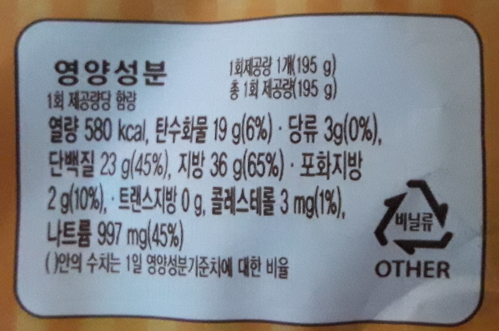 영양성분
1회 제공량 1개(195 g)
총 1회 제공량(195 g)
1회 제공량당 함량
열량 580 kcal, 탄수화물 19 g(6%) · 당류 3g(0%),
단백질 23 g(45%), 지방 36 g(65%) · 포화지방
2 g(10%), · 트랜스지방 0 g, 콜레스테롤 3 mg(1%),
나트륨 997 mg(45%)
( )안의 수치는 1일 영양성분기준치에 대한 비율
비닐류
OTHER